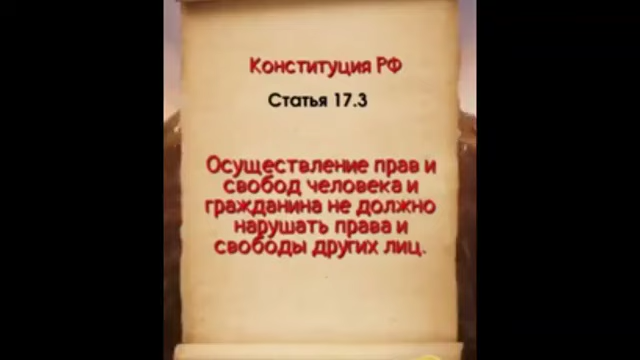 Конституция РФ
Статья 17.3
Осуществление прав и
свобод человека и
гражданина не должно
нарушать права и
свободы других лиц.